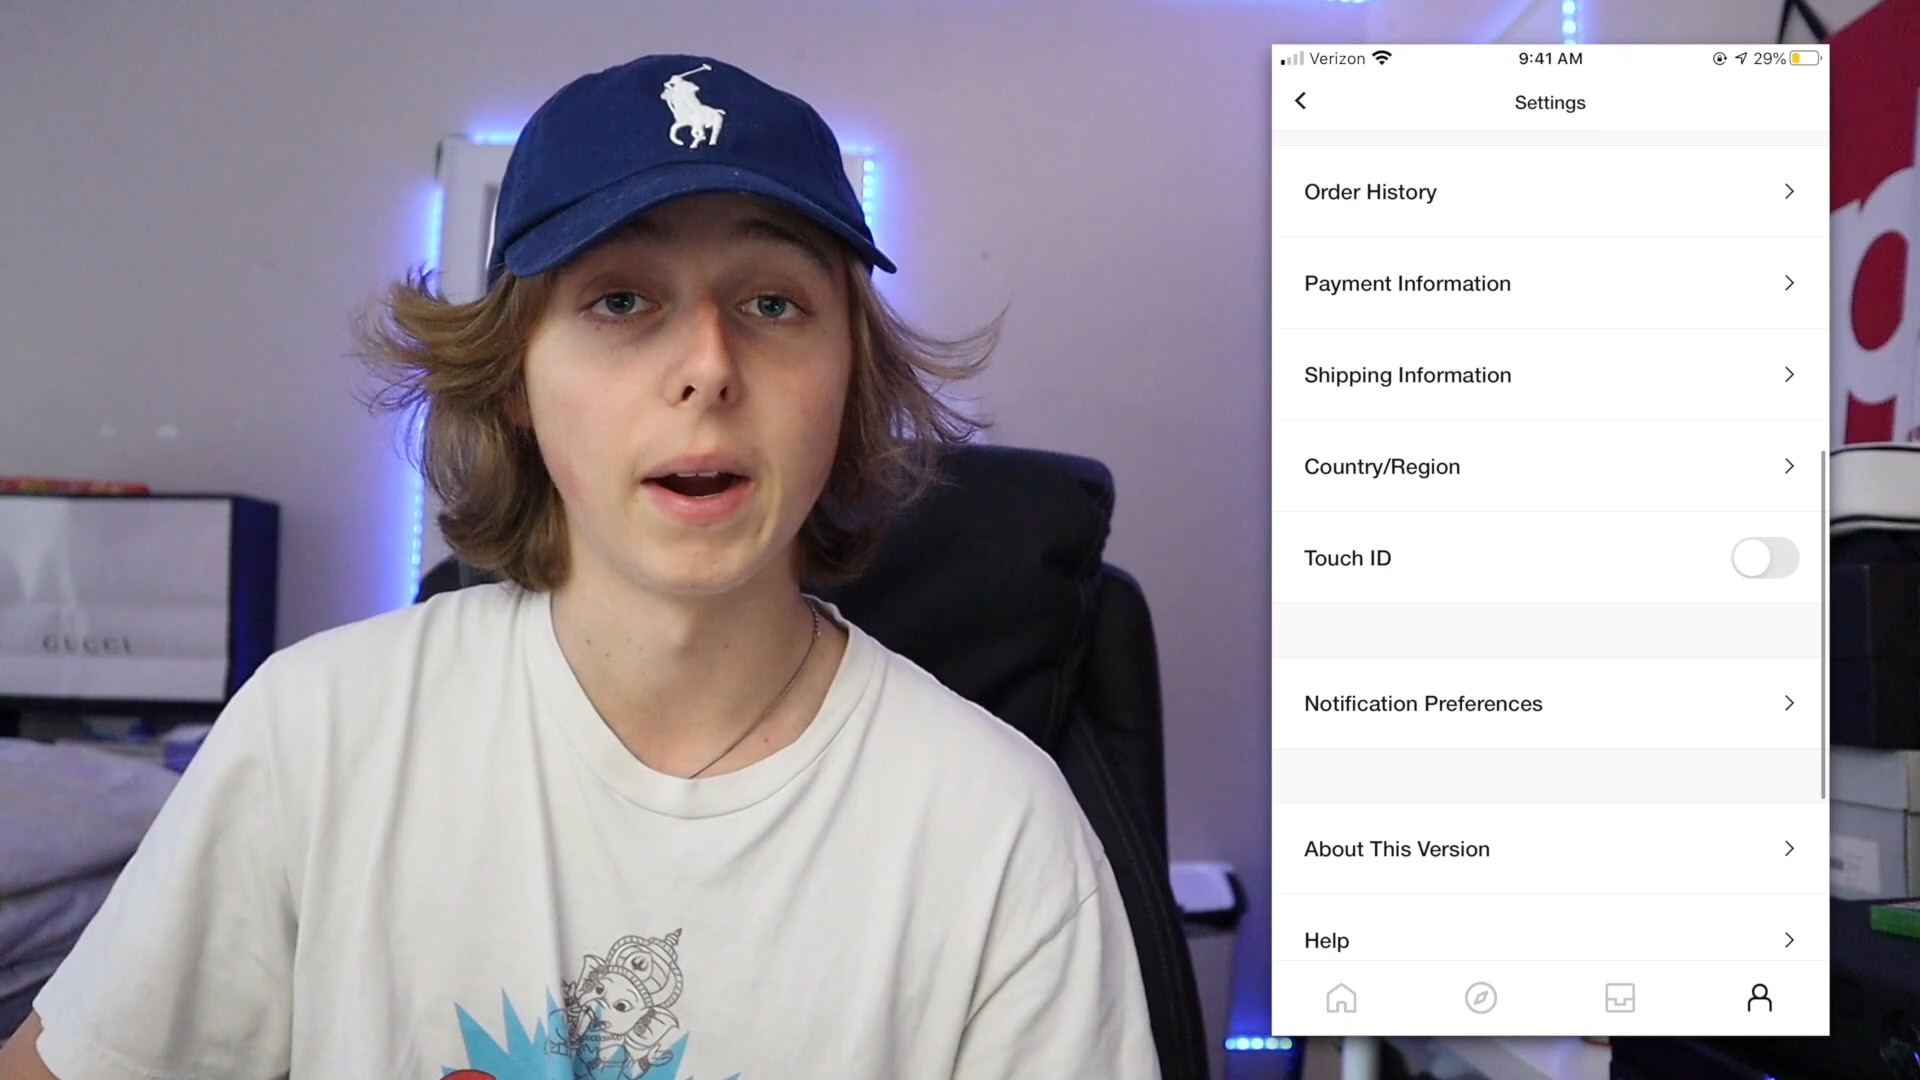 Verizon 9:41 AM 29%
Settings
Order History
Payment Information
Shipping Information
Country/Region
Touch ID
Notification Preferences
About This Version
Help
GUCCI